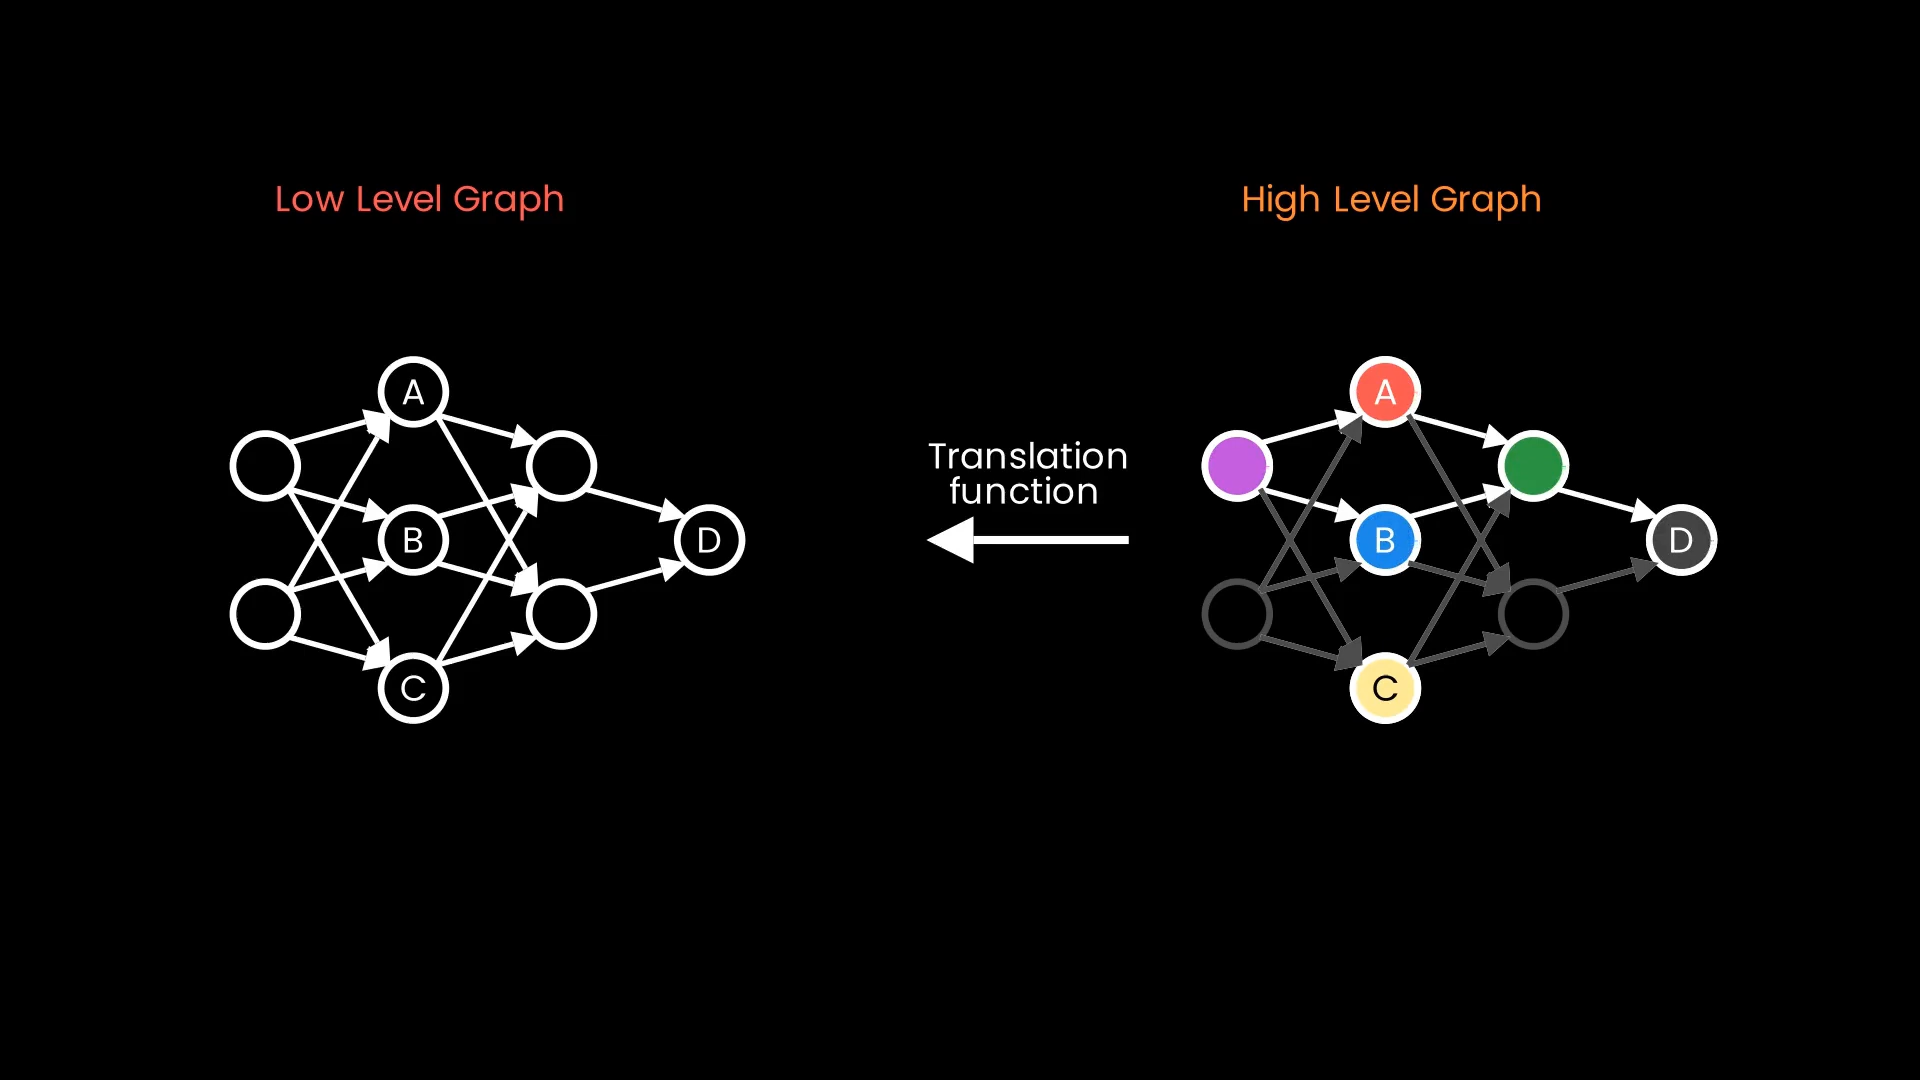 Low Level Graph
High Level Graph
Translation
function
A
B
C
D
A
B
C
D